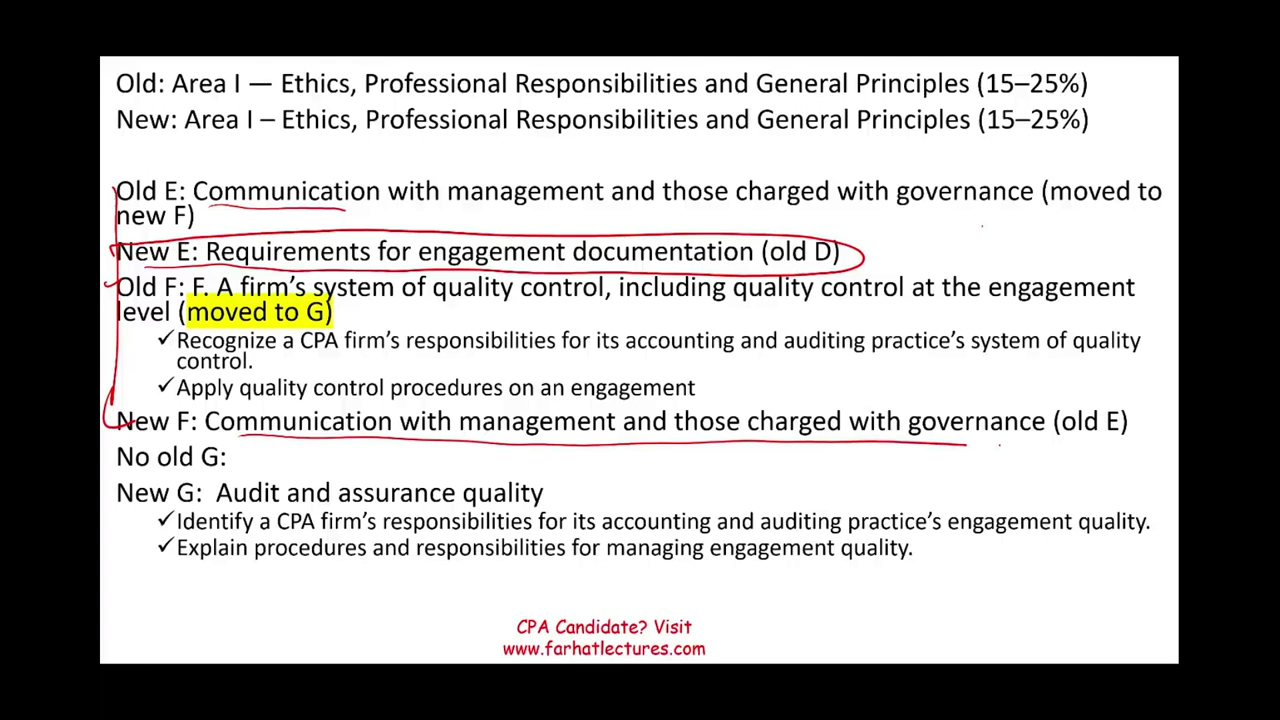 Old: Area I — Ethics, Professional Responsibilities and General Principles (15–25%)
New: Area I – Ethics, Professional Responsibilities and General Principles (15–25%)
Old E: Communication with management and those charged with governance (moved to
new F)
New E: Requirements for engagement documentation (old D)
Old F: F. A firm's system of quality control, including quality control at the engagement
level (moved to G)
✓Recognize a CPA firm's responsibilities for its accounting and auditing practice's system of quality
control.
✓Apply quality control procedures on an engagement
New F: Communication with management and those charged with governance (old E)
No old G:
New G:  Audit and assurance quality
✓Identify a CPA firm's responsibilities for its accounting and auditing practice's engagement quality.
✓Explain procedures and responsibilities for managing engagement quality.
CPA Candidate? Visit
www.farhatlectures.com